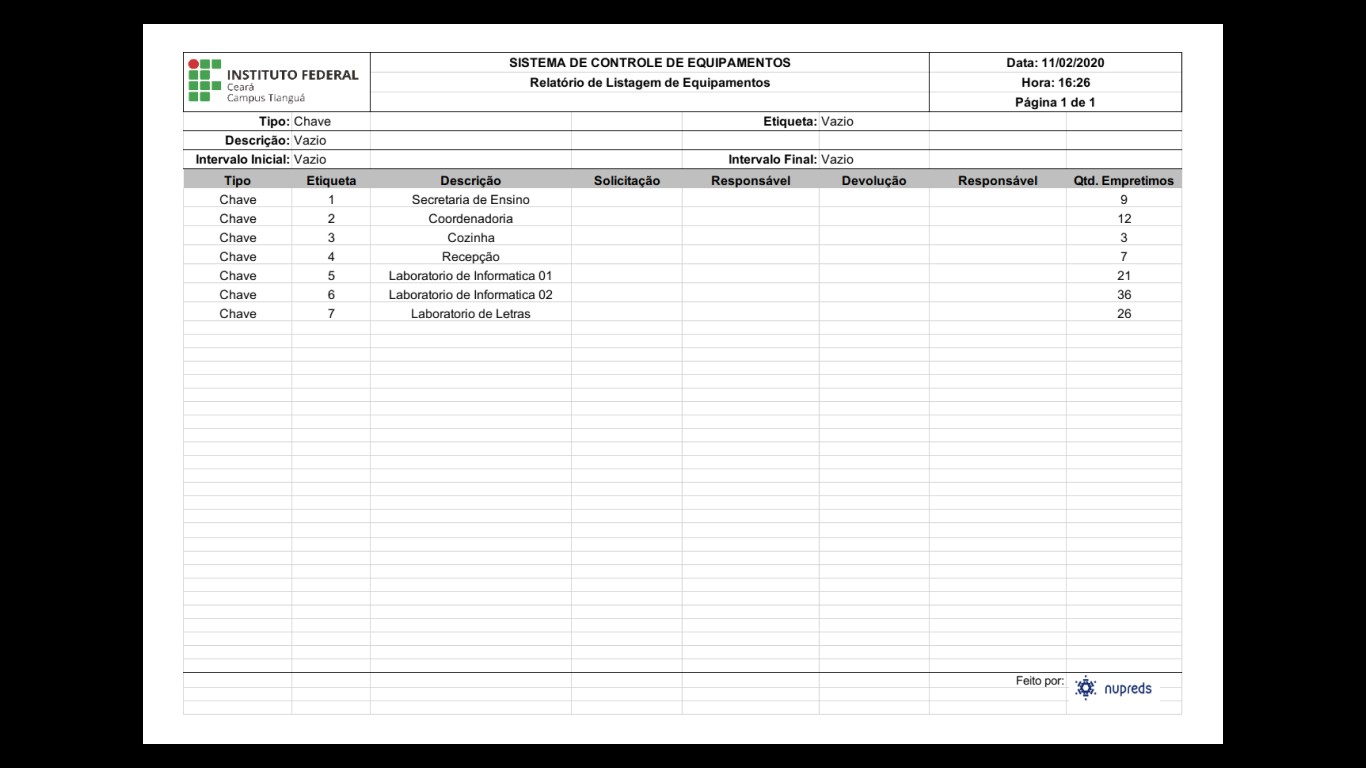 INSTITUTO FEDERAL
Ceará
Campus Tianguá
SISTEMA DE CONTROLE DE EQUIPAMENTOS
Relatório de Listagem de Equipamentos
Data: 11/02/2020
Hora: 16:26
Página 1 de 1
Tipo: Chave Etiqueta: Vazio
Descrição: Vazio
Intervalo Inicial: Vazio Intervalo Final: Vazio
Tipo Etiqueta Descrição Solicitação Responsável Devolução Responsável Qtd. Empretimos
Chave 1 Secretaria de Ensino 9
Chave 2 Coordenadoria 12
Chave 3 Cozinha 3
Chave 4 Recepção 7
Chave 5 Laboratorio de Informatica 01 21
Chave 6 Laboratorio de Informatica 02 36
Chave 7 Laboratorio de Letras 26
Feito por: nupreds